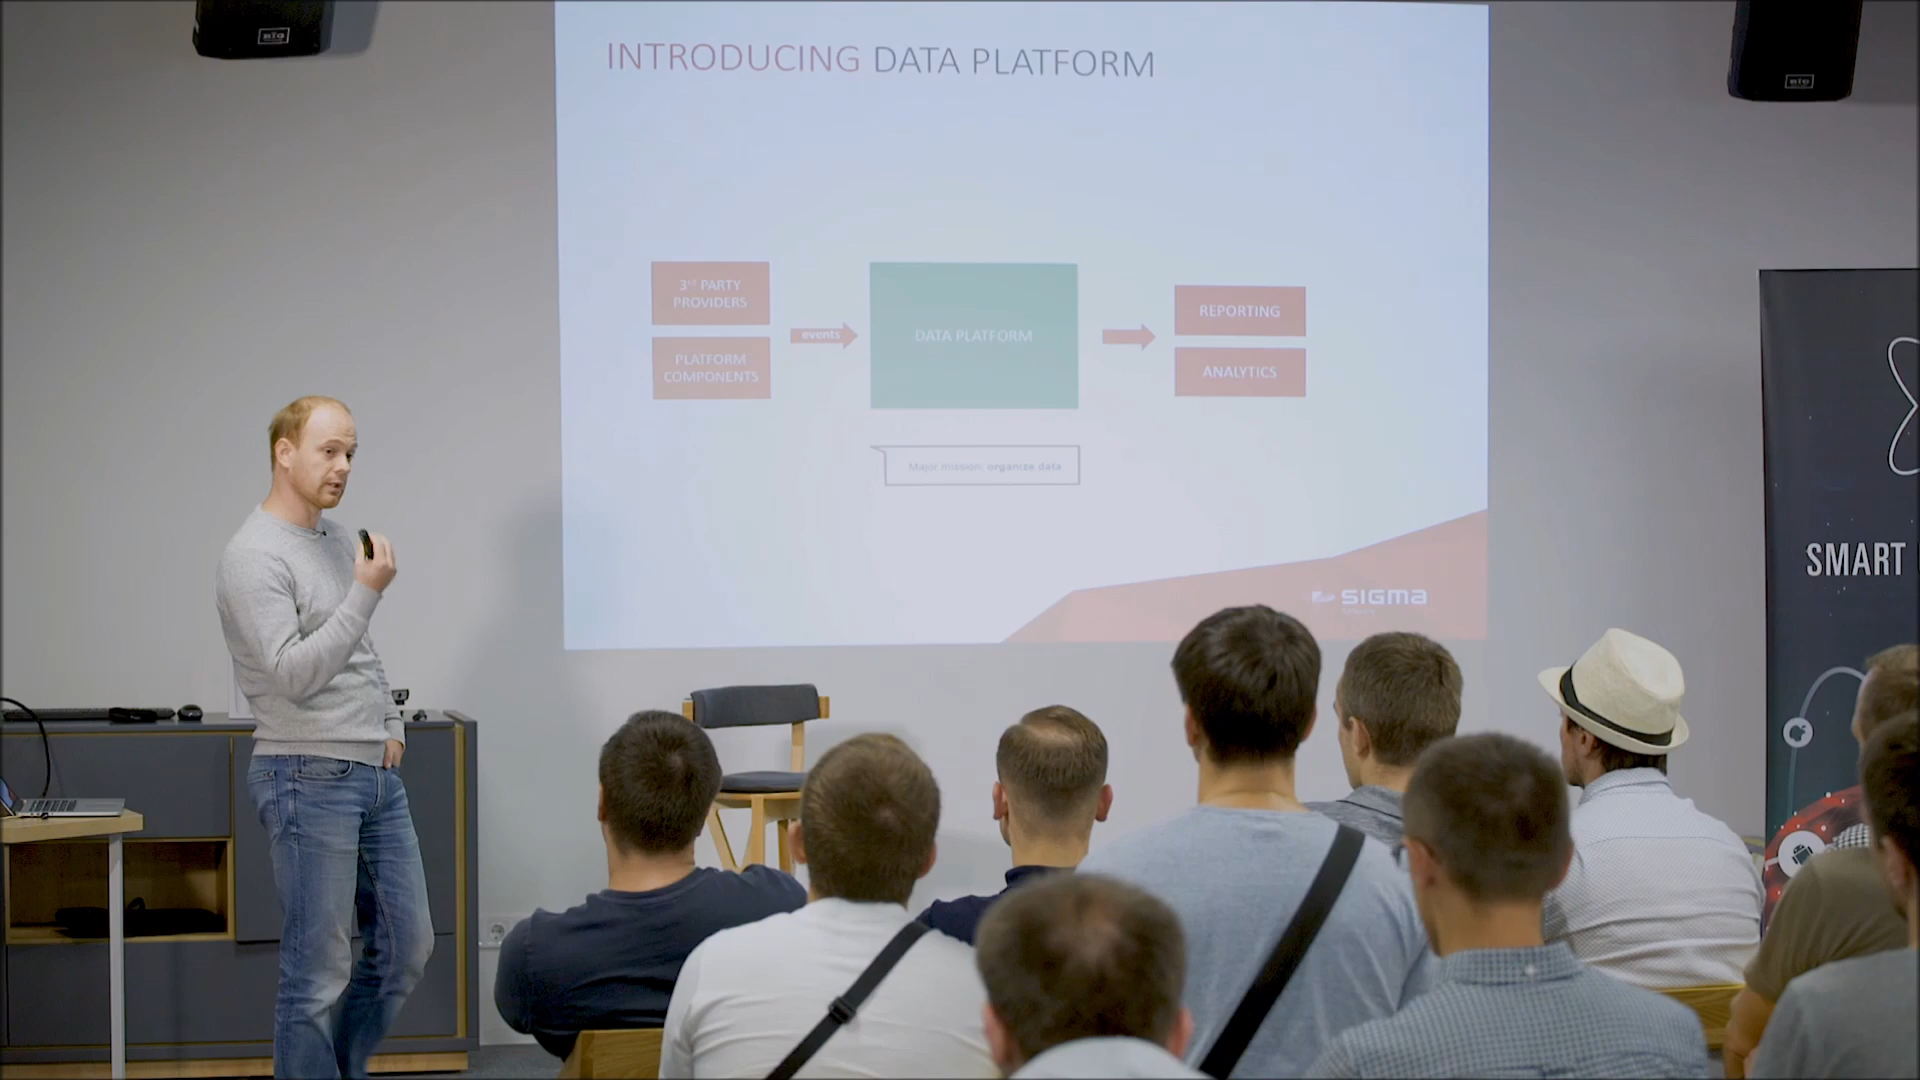 INTRODUCING DATA PLATFORM
3rd PARTY
PROVIDERS
PLATFORM
COMPONENTS
events
DATA PLATFORM
REPORTING
ANALYTICS
Major mission: organize data
SIGMA
SMART